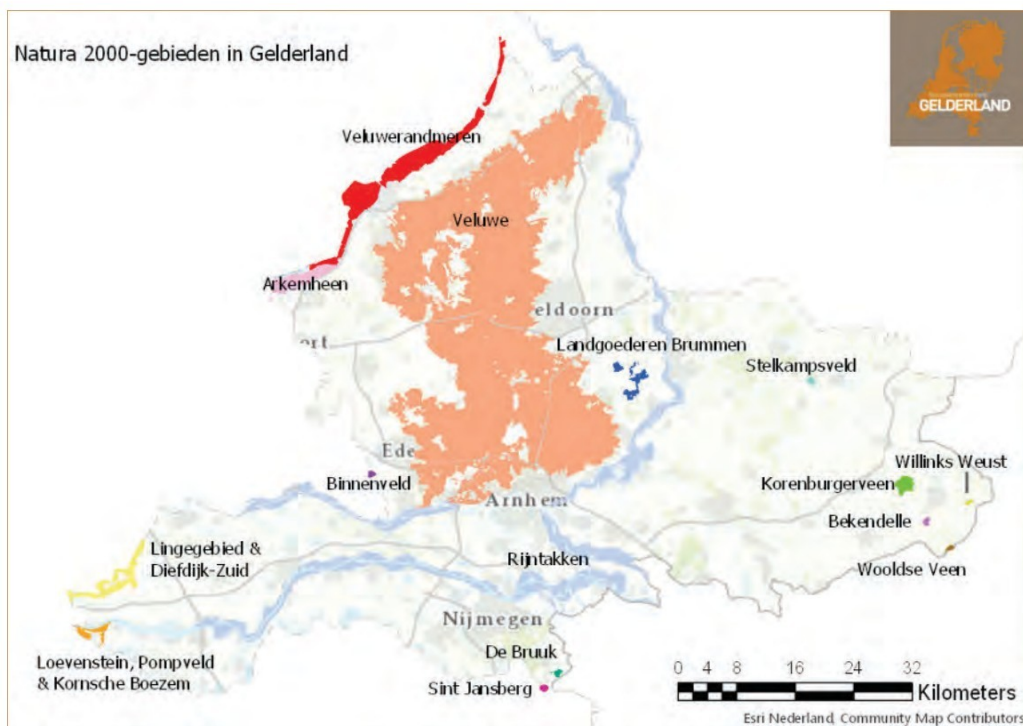 Natura 2000-gebieden in Gelderland
GELDERLAND
Veluwerandmeren
Veluwe
Arkemheen
eldoorn
ort
Landgoederen Brummen
Stelkampsveld
Ede
Binnenveld
Arnhem
Willinks Weust
Korenburgerveen
Bekendelle
Lingegebied &
Diefdijk-Zuid
Rijntakken
Wooldse Veen
Nijmegen
De Bruuk
Loevenstein, Pompveld
& Kornsche Boezem
Sint Jansberg
0 4 8 16 24 32
Kilometers
Esri Nederland, Community Map Contributor